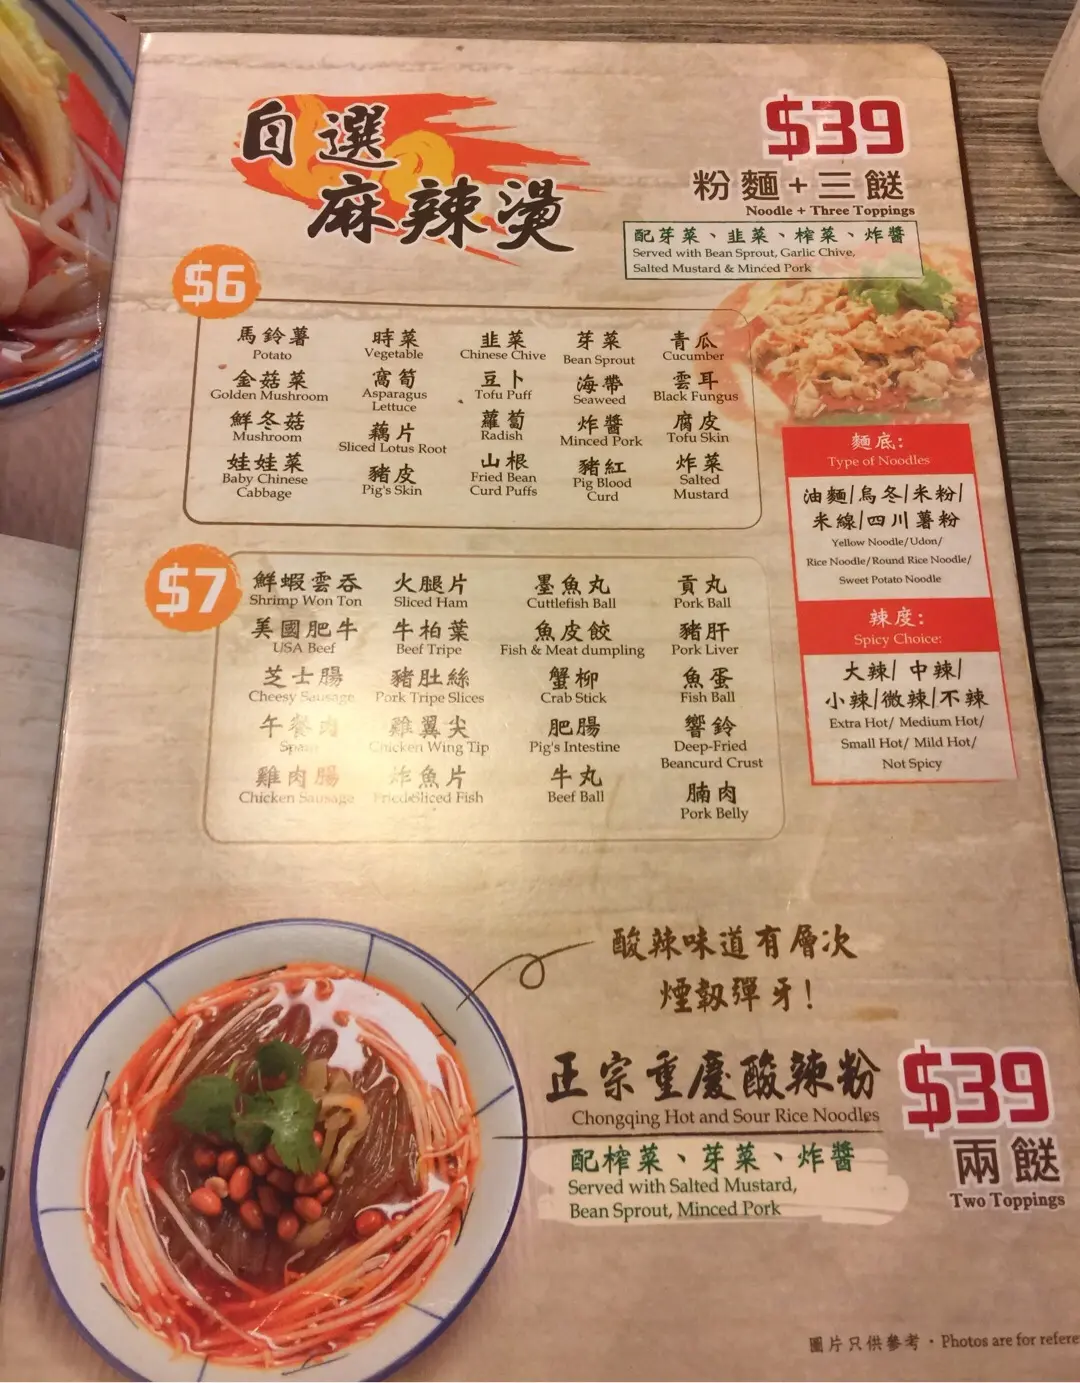 自選
麻辣燙
$39
粉麵+三餸
Noodle + Three Toppings
配芽菜、韭菜、榨菜、炸醬
Served with Bean Sprout, Garlic Chive,
Salted Mustard & Minced Pork
$6
馬鈴薯 時菜 韭菜 芽菜 青瓜
Potato Vegetable Chinese Chive Bean Sprout Cucumber
金菇菜 窩筍 豆卜 海帶 雲耳
Golden Mushroom Asparagus Lettuce Tofu Puff Seaweed Black Fungus
鮮冬菇 藕片 蘿蔔 炸醬 腐皮
Mushroom Sliced Lotus Root Radish Minced Pork Tofu Skin
娃娃菜 豬皮 山根 豬紅 炸菜
Baby Chinese Cabbage Pig's Skin Fried Bean Curd Puffs Pig Blood Curd Salted Mustard
$7
鮮蝦雲吞 火腿片 墨魚丸 貢丸
Shrimp Won Ton Sliced Ham Cuttlefish Ball Pork Ball
美國肥牛 牛柏葉 魚皮餃 豬肝
USA Beef Beef Tripe Fish & Meat dumpling Pork Liver
芝士腸 豬肚絲 蟹柳 魚蛋
Cheesy Sausage Pork Tripe Slices Crab Stick Fish Ball
午餐肉 雞翼尖 肥腸 響鈴
Spam Chicken Wing Tip Pig's Intestine Deep-Fried Beancurd Crust
雞肉腸 炸魚片 牛丸 腩肉
Chicken Sausage Fried Sliced Fish Beef Ball Pork Belly
麵底:
Type of Noodles
油麵/烏冬/米粉/
米線/四川薯粉
Yellow Noodle/Udon/
Rice Noodle/Round Rice Noodle/
Sweet Potato Noodle
辣度:
Spicy Choice:
大辣/ 中辣/
小辣/微辣/不辣
Extra Hot/ Medium Hot/
Small Hot/ Mild Hot/
Not Spicy
酸辣味道有層次
煙韌彈牙!
正宗重慶酸辣粉
Chongqing Hot and Sour Rice Noodles
$39
兩餸
Two Toppings
配榨菜、芽菜、炸醬
Served with Salted Mustard,
Bean Sprout, Minced Pork
圖片只供參考・Photos are for refere